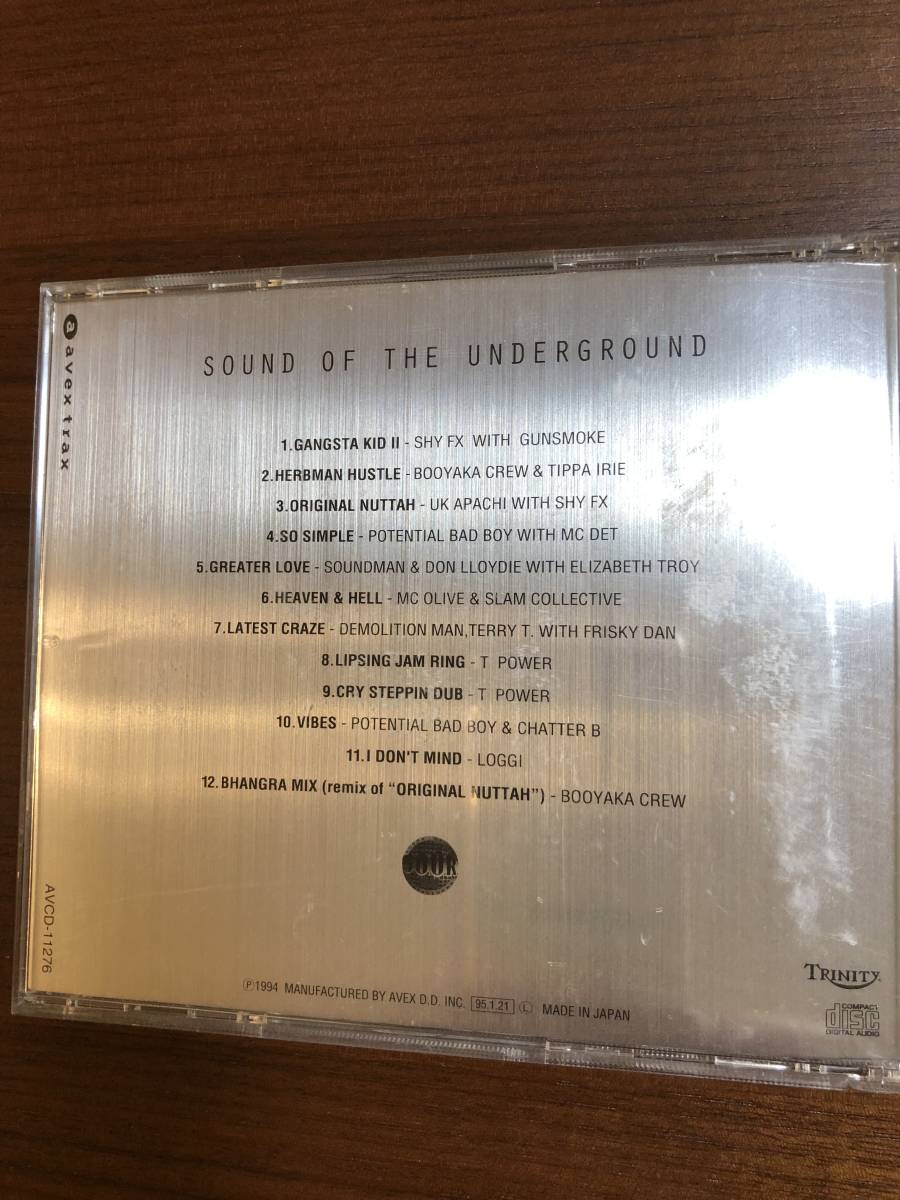 a avex trax
SOUND OF THE UNDERGROUND
1.GANGSTA KID II - SHY FX WITH GUNSMOKE
2.HERBMAN HUSTLE - BOOYAKA CREW & TIPPA IRIE
3.ORIGINAL NUTTAH - UK APACHI WITH SHY FX
4.SO SIMPLE - POTENTIAL BAD BOY WITH MC DET
5.GREATER LOVE - SOUNDMAN & DON LLOYDIE WITH ELIZABETH TROY
6.HEAVEN & HELL - MC OLIVE & SLAM COLLECTIVE
7.LATEST CRAZE - DEMOLITION MAN,TERRY T. WITH FRISKY DAN
8.LIPSING JAM RING - T POWER
9.CRY STEPPIN DUB - T POWER
10.VIBES - POTENTIAL BAD BOY & CHATTER B
11.I DON'T MIND - LOGGI
12.BHANGRA MIX (remix of “ORIGINAL NUTTAH”) - BOOYAKA CREW
SOUR
AVCD-11276
Ⓟ1994 MANUFACTURED BY AVEX D.D. INC. 95.1.21 Ⓛ MADE IN JAPAN
TRINITY
COMPACT
disc
DIGITAL AUDIO